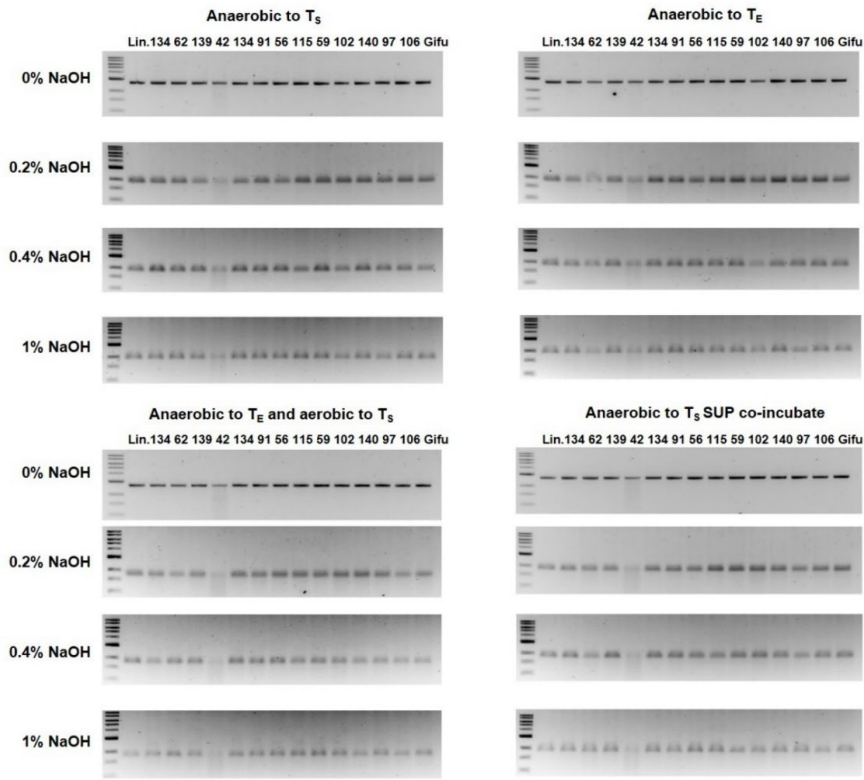 Anaerobic to TS
Lin. 134 62 139 42 134 91 56 115 59 102 140 97 106 Gifu
0% NaOH
0.2% NaOH
0.4% NaOH
1% NaOH
Anaerobic to TE
Lin. 134 62 139 42 134 91 56 115 59 102 140 97 106 Gifu
Anaerobic to TE and aerobic to TS
Lin. 134 62 139 42 134 91 56 115 59 102 140 97 106 Gifu
0% NaOH
0.2% NaOH
0.4% NaOH
1% NaOH
Anaerobic to TS SUP co-incubate
Lin. 134 62 139 42 134 91 56 115 59 102 140 97 106 Gifu